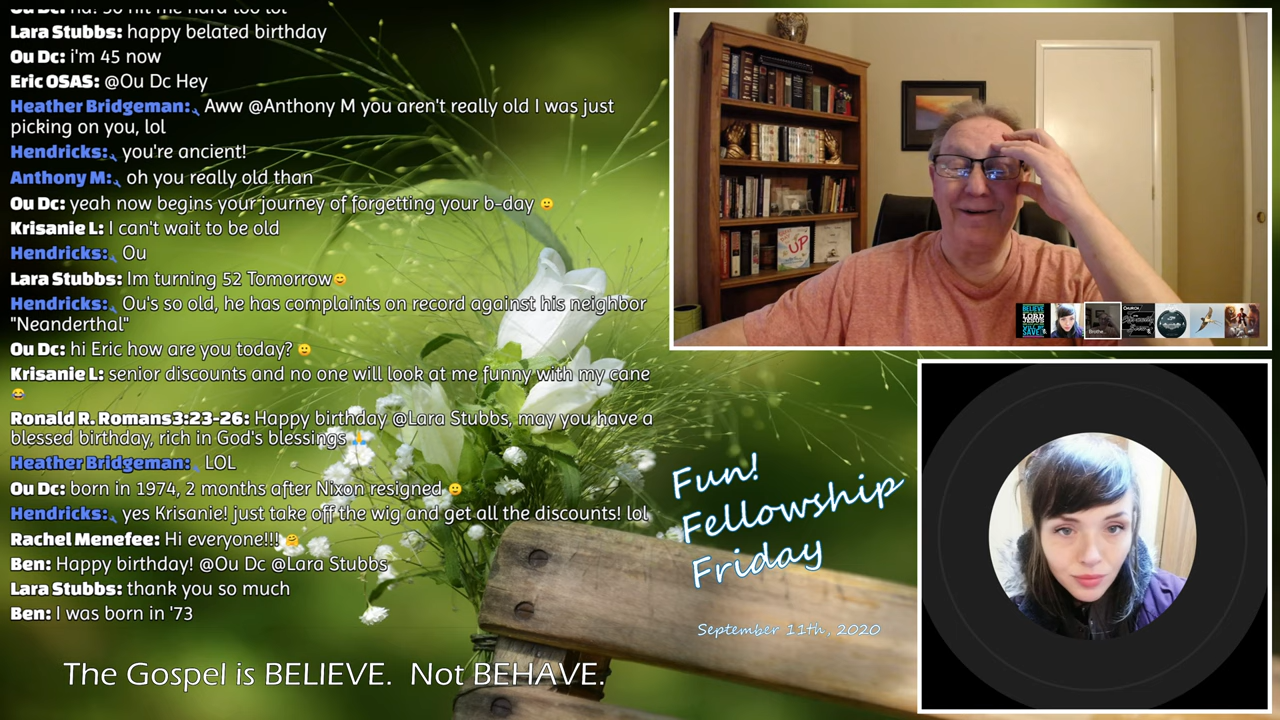 Lara Stubbs: happy belated birthday
Ou Dc: i'm 45 now
Eric OSAS: @Ou Dc Hey
Heather Bridgeman: Aww @Anthony M you aren't really old I was just
picking on you, lol
Hendricks: you're ancient!
Anthony M: oh you really old than
Ou Dc: yeah now begins your journey of forgetting your b-day 🙂
Krisanie L: I can't wait to be old
Hendricks: Ou
Lara Stubbs: Im turning 52 Tomorrow😊
Hendricks: Ou's so old, he has complaints on record against his neighbor
"Neanderthal"
Ou Dc: hi Eric how are you today? 🙂
Krisanie L: senior discounts and no one will look at me funny with my cane
😂
Ronald R. Romans3:23-26: Happy birthday @Lara Stubbs, may you have a
blessed birthday, rich in God's blessings 🙏
Heather Bridgeman: LOL
Ou Dc: born in 1974, 2 months after Nixon resigned 🙂
Hendricks: yes Krisanie! just take off the wig and get all the discounts! lol
Rachel Menefee: Hi everyone!!!🤗
Ben: Happy birthday! @Ou Dc @Lara Stubbs
Lara Stubbs: thank you so much
Ben: I was born in '73
The Gospel is BELIEVE. Not BEHAVE.
UP
BELIEVE
LORD
JESUS
SAVE
CHURCH
Fun!
Fellowship
Friday
September 11th, 2020